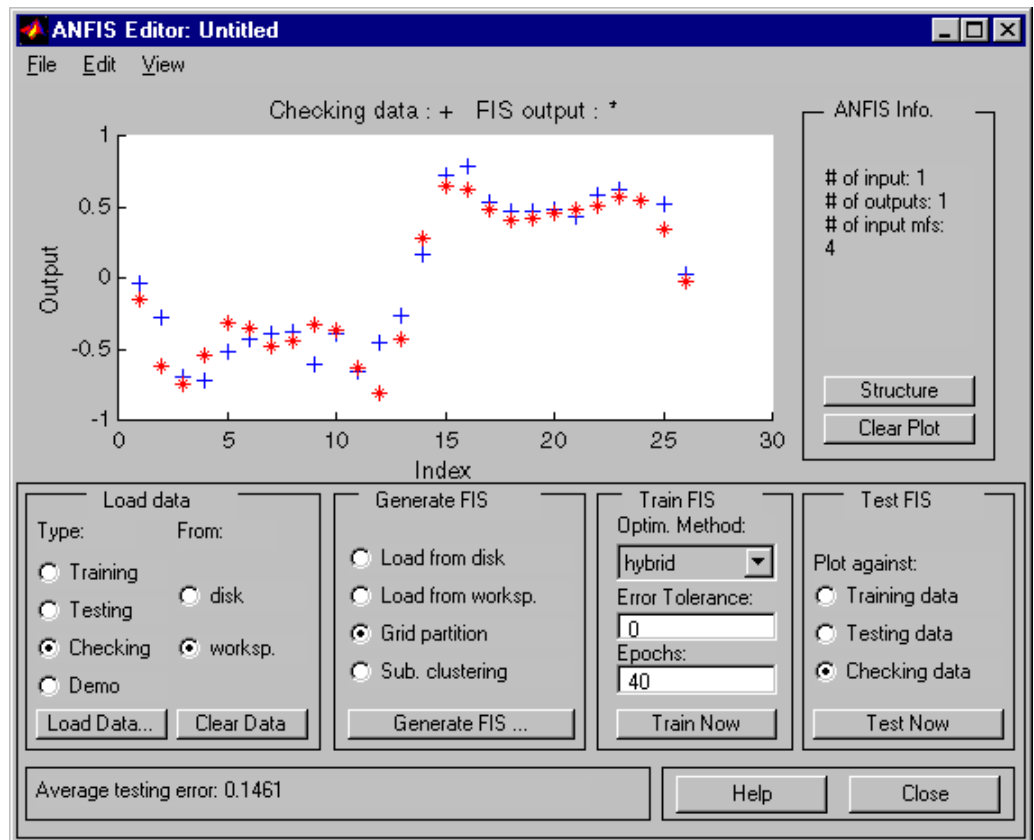 ANFIS Editor: Untitled
File Edit View
Checking data : + FIS output : *
1
0.5
0
-0.5
-1
Output
0 5 10 15 20 25 30
Index
ANFIS Info.
# of input: 1
# of outputs: 1
# of input mfs:
4
Structure
Clear Plot
Load data
Type: From:
Training
Testing
Checking
Demo
disk
worksp.
Load Data... Clear Data
Generate FIS
Load from disk
Load from worksp.
Grid partition
Sub. clustering
Generate FIS ...
Train FIS
Optim. Method:
hybrid
Error Tolerance:
0
Epochs:
40
Train Now
Test FIS
Plot against:
Training data
Testing data
Checking data
Test Now
Average testing error: 0.1461
Help Close